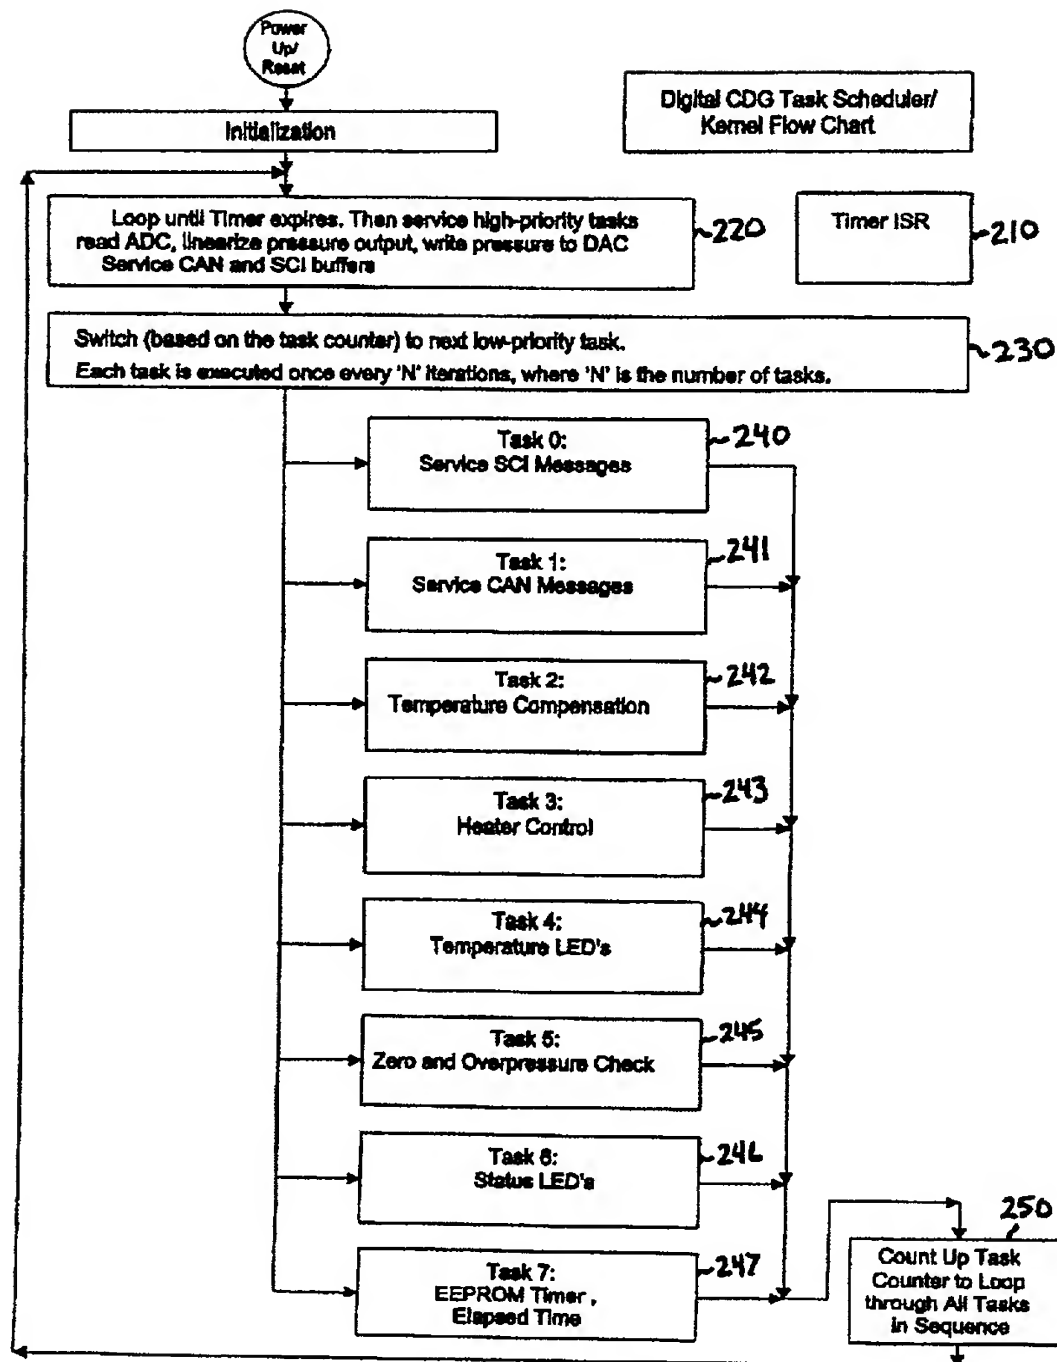 Power
Up/
Reset
Digital CDG Task Scheduler/
Kernel Flow Chart
Initialization
Loop until Timer expires. Then service high-priority tasks
read ADC, linearize pressure output, write pressure to DAC
Service CAN and SCI buffers
220
Timer ISR
210
Switch (based on the task counter) to next low-priority task.
Each task is executed once every 'N' iterations, where 'N' is the number of tasks.
230
Task 0:
Service SCI Messages
240
Task 1:
Service CAN Messages
241
Task 2:
Temperature Compensation
242
Task 3:
Heater Control
243
Task 4:
Temperature LED's
244
Task 5:
Zero and Overpressure Check
245
Task 6:
Status LED's
246
Task 7:
EEPROM Timer ,
Elapsed Time
247
250
Count Up Task
Counter to Loop
through All Tasks
in Sequence